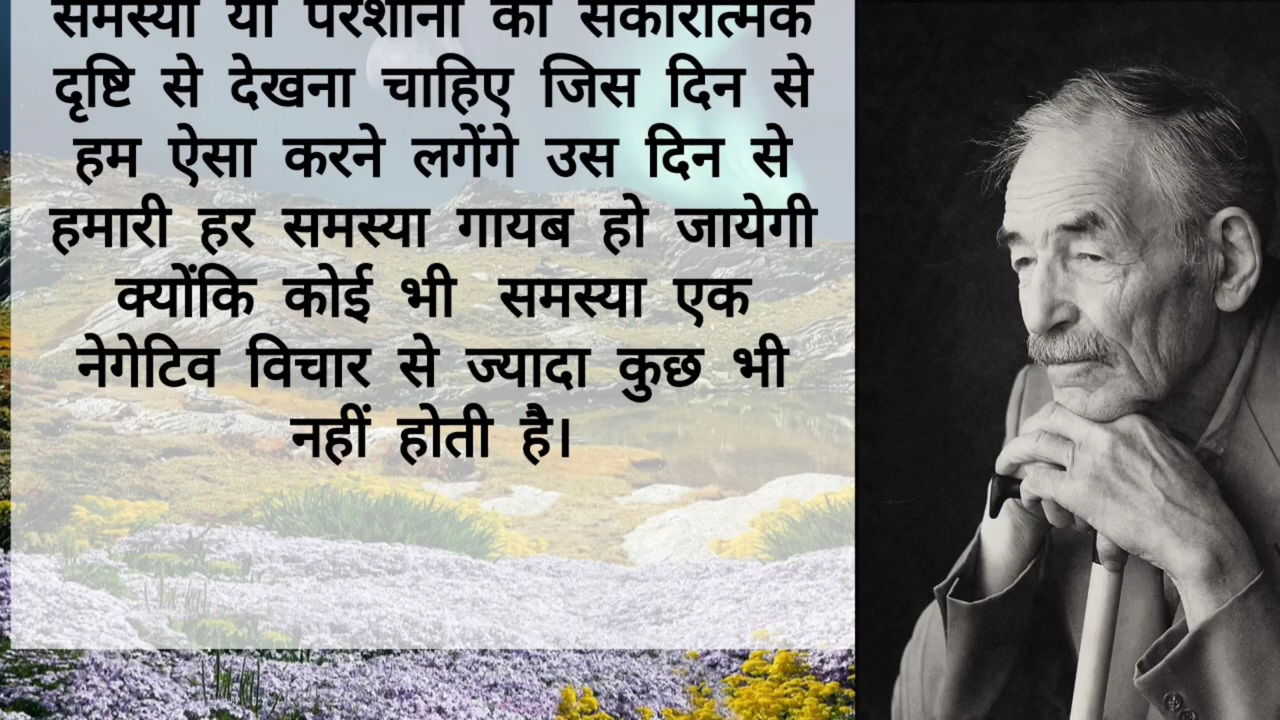 समस्या या परेशानी को सकारात्मक
दृष्टि से देखना चाहिए जिस दिन से
हम ऐसा करने लगेंगे उस दिन से
हमारी हर समस्या गायब हो जायेगी
क्योंकि कोई भी समस्या एक
नेगेटिव विचार से ज्यादा कुछ भी
नहीं होती है।